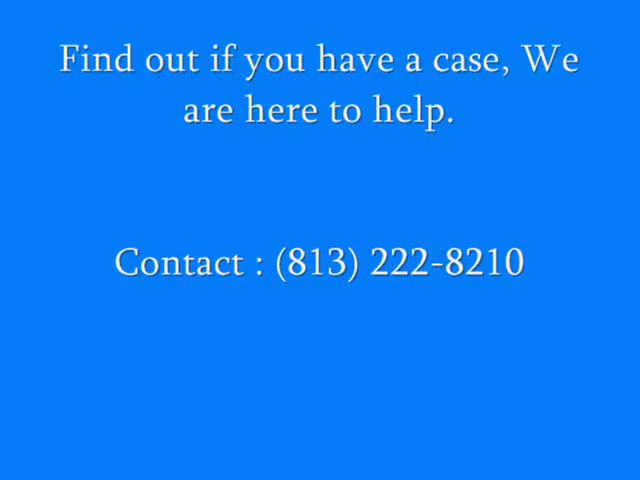 Find out if you have a case, We
are here to help.
Contact : (813) 222-8210